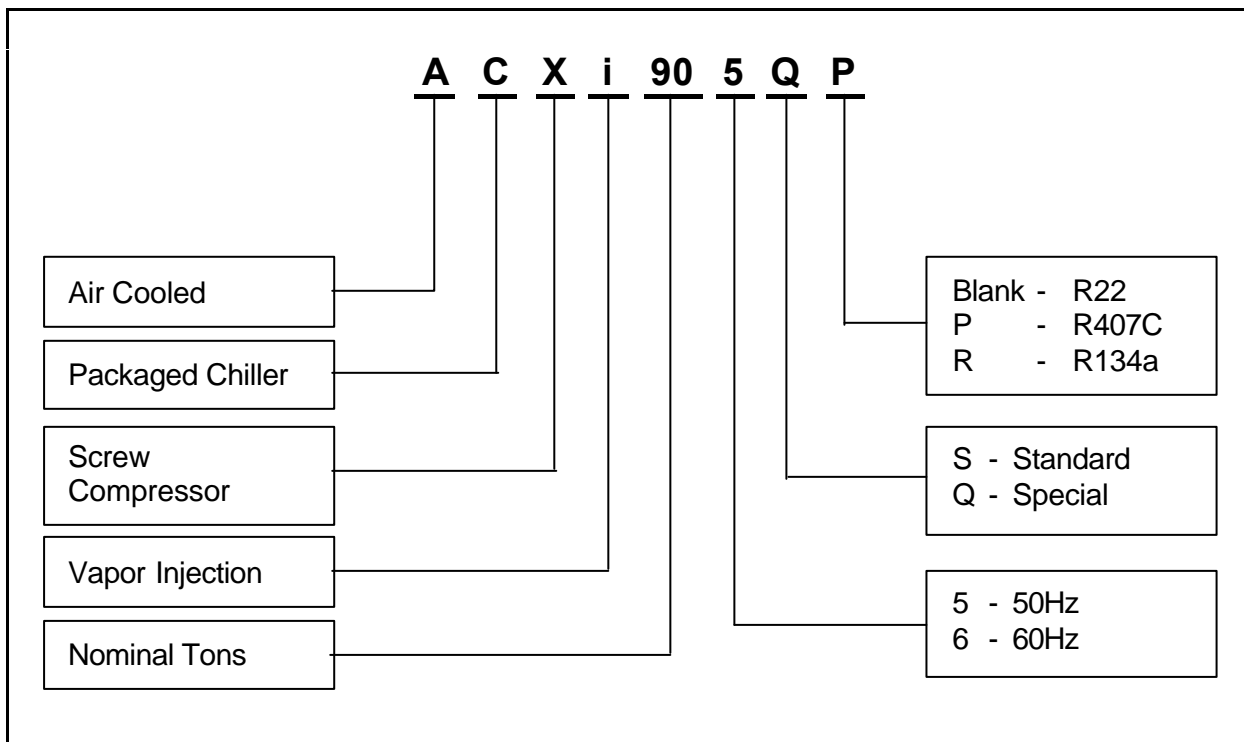 A C X i 90 5 Q P
Air Cooled
Packaged Chiller
Screw
Compressor
Vapor Injection
Nominal Tons
Blank - R22
P - R407C
R - R134a
S - Standard
Q - Special
5 - 50Hz
6 - 60Hz